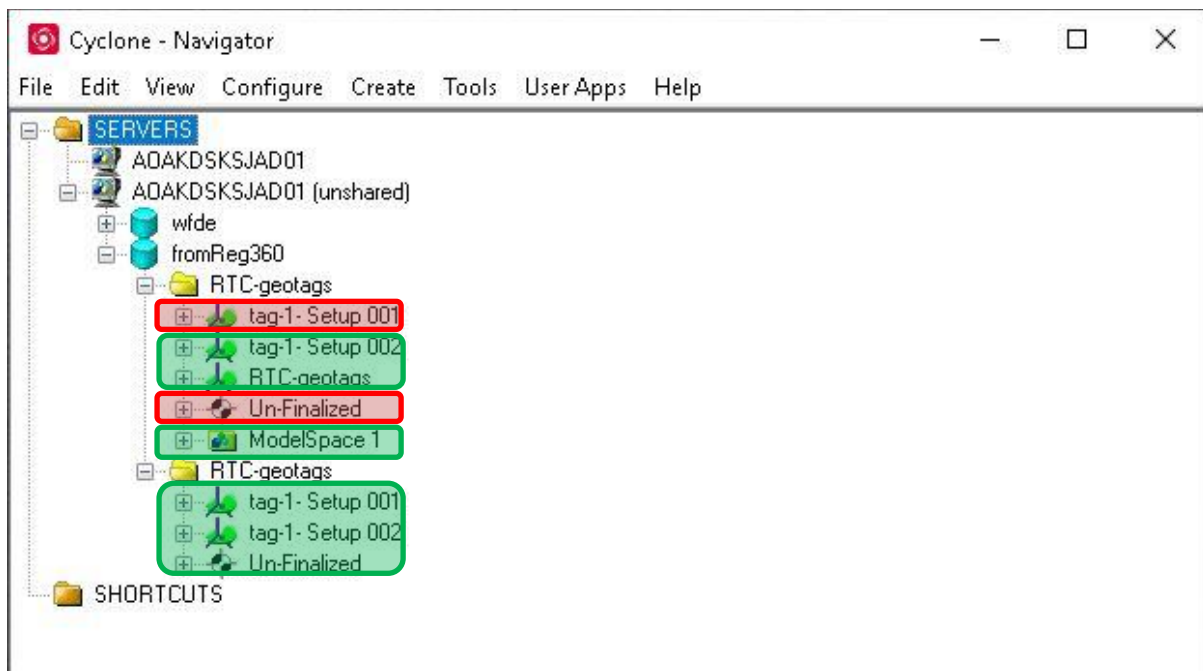 Cyclone - Navigator
File Edit View Configure Create Tools User Apps Help
SERVERS
AOAKDSKSJAD01
AOAKDSKSJAD01 (unshared)
wfde
fromReg360
RTC-geotags
tag-1- Setup 001
tag-1- Setup 002
RTC-geotags
Un-Finalized
ModelSpace 1
RTC-geotags
tag-1- Setup 001
tag-1- Setup 002
Un-Finalized
SHORTCUTS